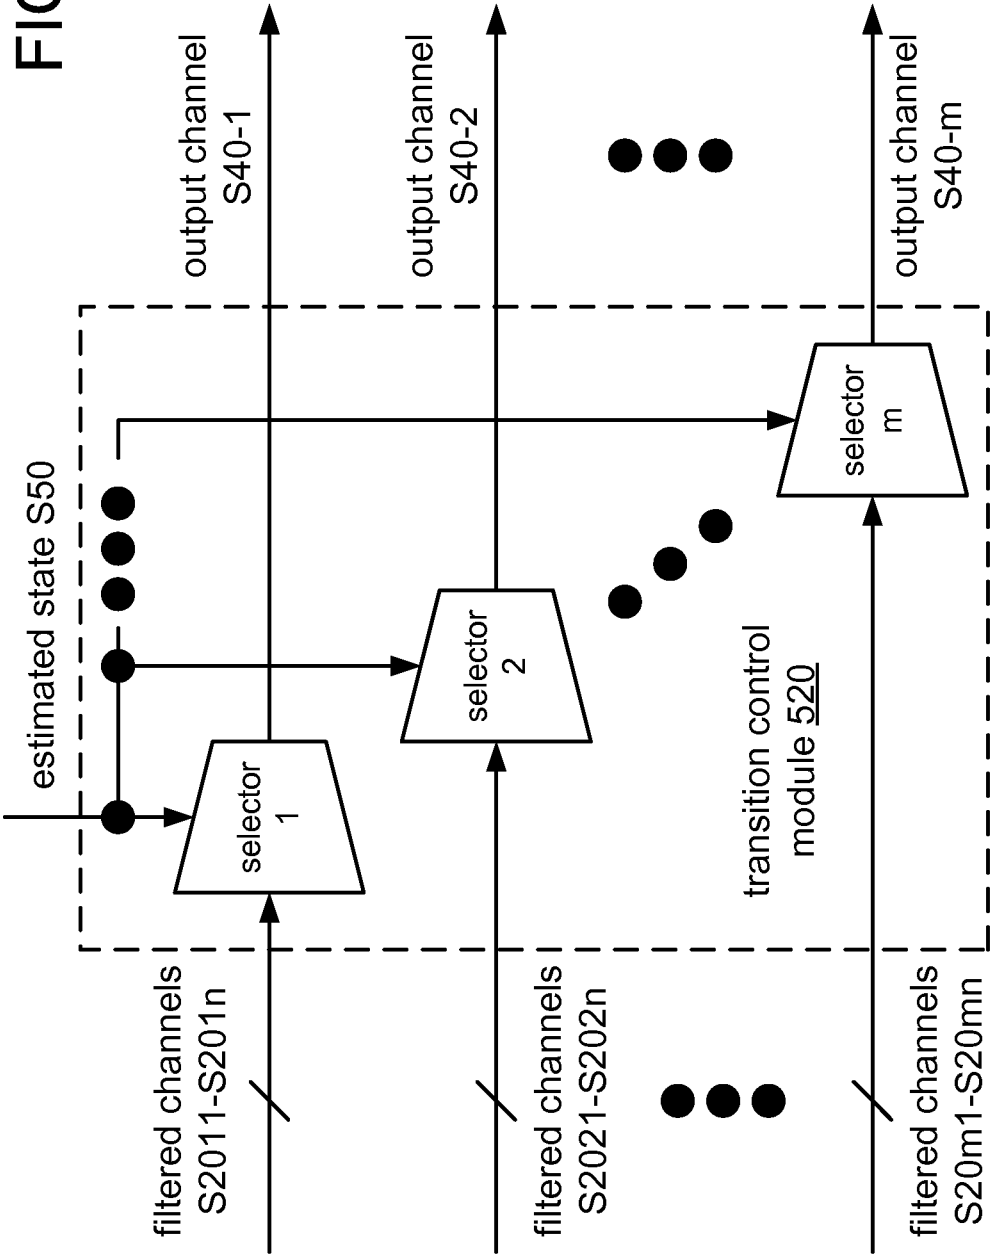 FIG
estimated state S50
output channel
S40-1
output channel
S40-2
output channel
S40-m
selector
1
selector
2
selector
m
transition control
module 520
filtered channels
S2011-S201n
filtered channels
S2021-S202n
filtered channels
S20m1-S20mn